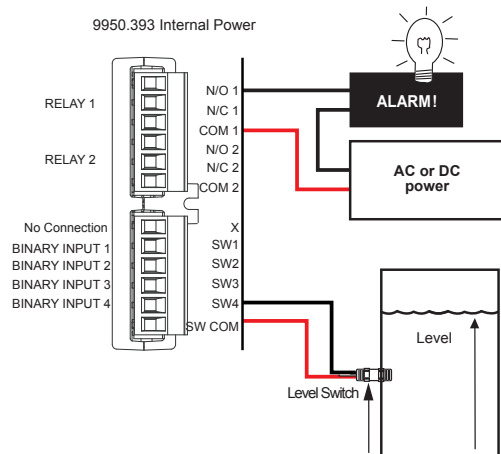 9950.393 Internal Power
RELAY 1
RELAY 2
N/O 1
N/C 1
COM 1
N/O 2
N/C 2
COM 2
ALARM!
AC or DC
power
No Connection
BINARY INPUT 1
BINARY INPUT 2
BINARY INPUT 3
BINARY INPUT 4
X
SW1
SW2
SW3
SW4
SW COM
Level
Level Switch